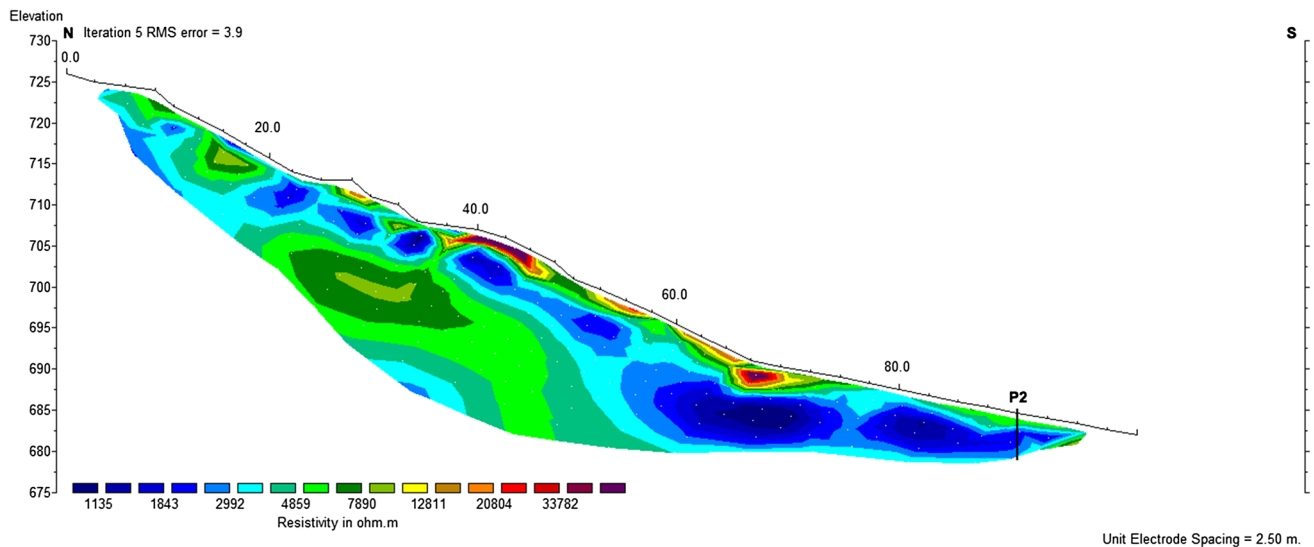 Elevation
N Iteration 5 RMS error = 3.9
S
730
0.0
725
720
20.0
715
710
40.0
705
700
60.0
695
690
80.0
P2
685
680
675
1135 1843 2992 4859 7890 12811 20804 33782
Resistivity in ohm.m
Unit Electrode Spacing = 2.50 m.